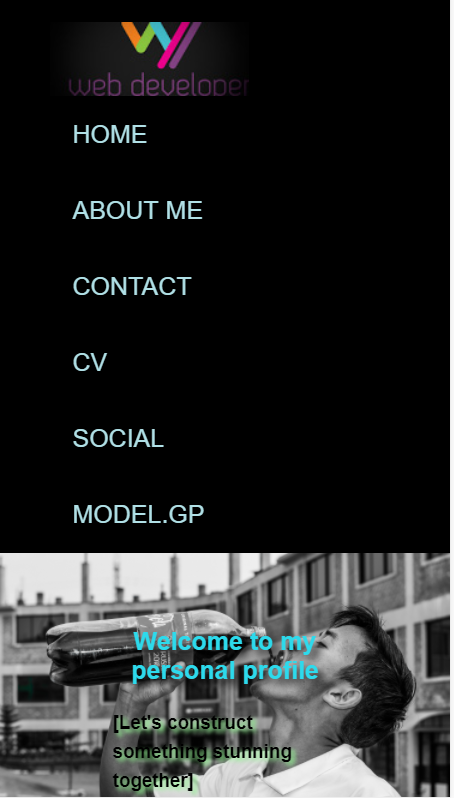 web developer
HOME
ABOUT ME
CONTACT
CV
SOCIAL
MODEL.GP
Welcome to my
personal profile
[Let's construct
something stunning
together]